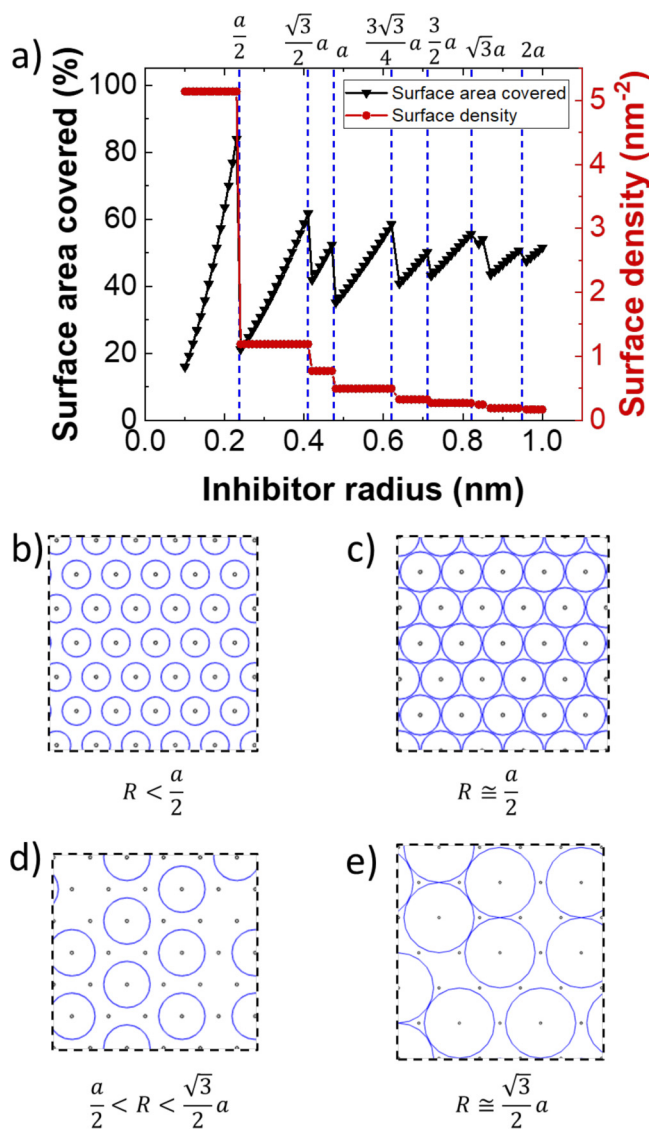 a)
a/2 √3/2 a a 3√3/4 a 3/2 a √3a 2a
Surface area covered (%)
100
80
60
40
20
0
Surface area covered
Surface density
5
4
3
2
1
0
Surface density (nm⁻²)
0.0 0.2 0.4 0.6 0.8 1.0
Inhibitor radius (nm)
b) c)
R < a/2 R ≅ a/2
d) e)
a/2 < R < √3/2 a R ≅ √3/2 a